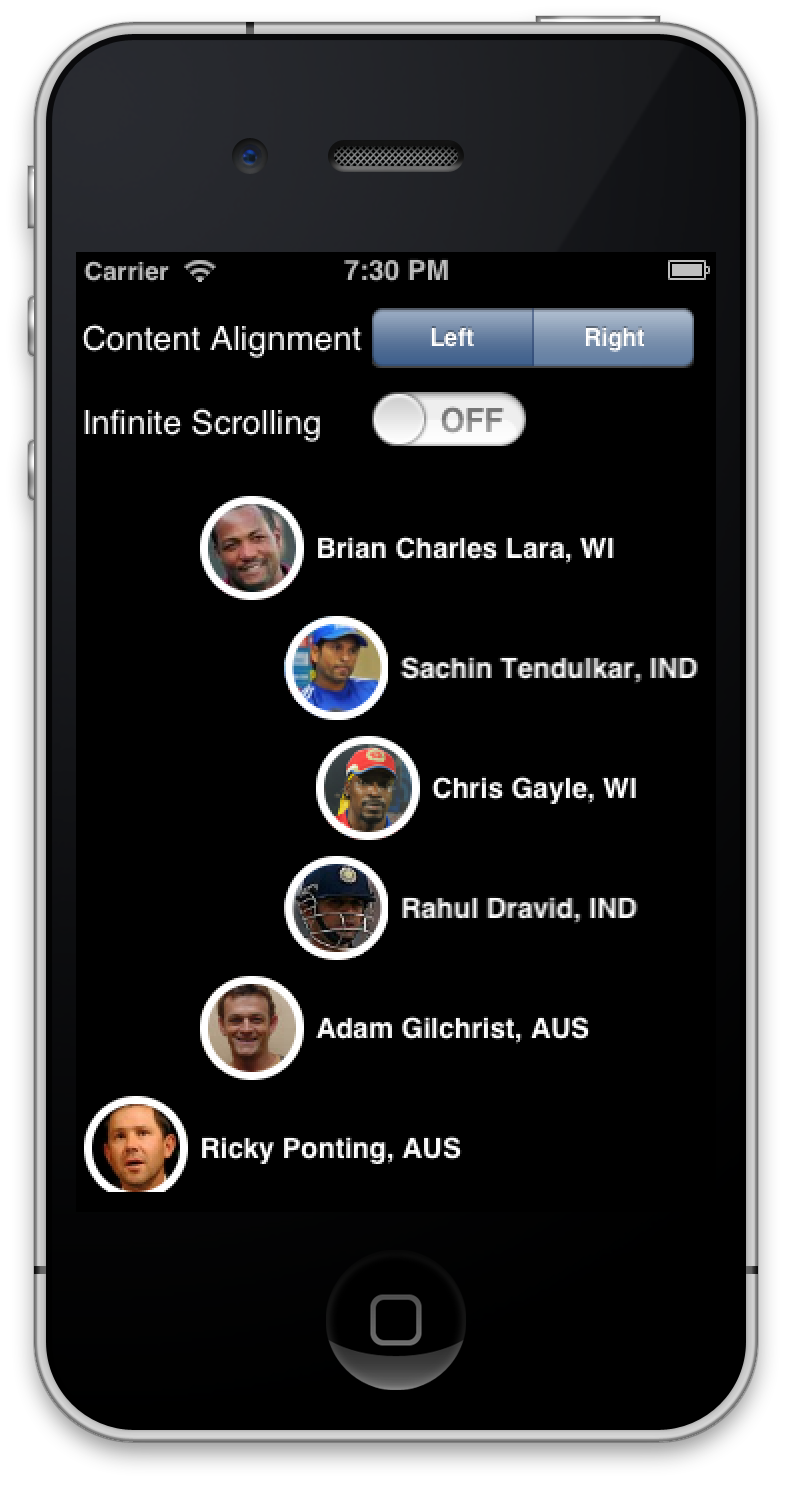 Carrier 7:30 PM
Content Alignment Left Right
Infinite Scrolling OFF
Brian Charles Lara, WI
Sachin Tendulkar, IND
Chris Gayle, WI
Rahul Dravid, IND
Adam Gilchrist, AUS
Ricky Ponting, AUS